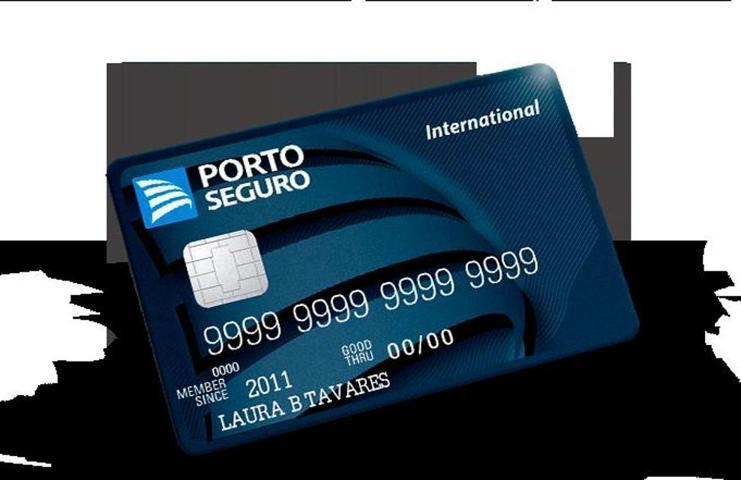 International
PORTO
SEGURO
9999 9999 9999 9999
0000
GOOD
THRU
00/00
MEMBER
SINCE
2011
LAURA B TAVARES